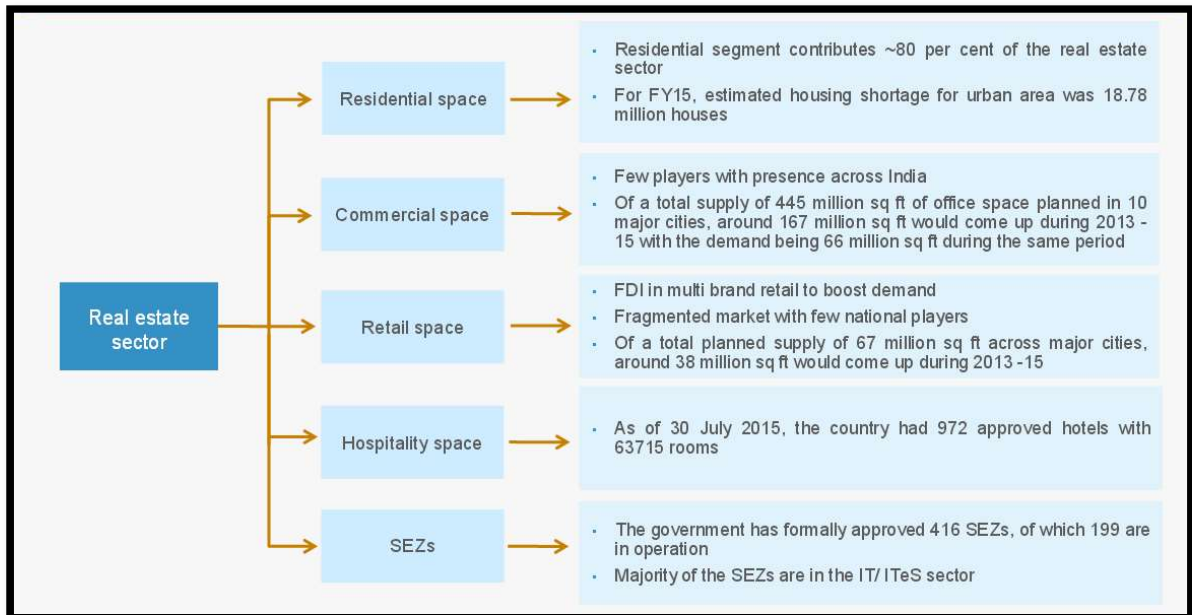 Real estate
sector
Residential space
▪ Residential segment contributes ~80 per cent of the real estate
sector
▪ For FY15, estimated housing shortage for urban area was 18.78
million houses
Commercial space
▪ Few players with presence across India
▪ Of a total supply of 445 million sq ft of office space planned in 10
major cities, around 167 million sq ft would come up during 2013 -
15 with the demand being 66 million sq ft during the same period
Retail space
▪ FDI in multi brand retail to boost demand
▪ Fragmented market with few national players
▪ Of a total planned supply of 67 million sq ft across major cities,
around 38 million sq ft would come up during 2013 -15
Hospitality space
▪ As of 30 July 2015, the country had 972 approved hotels with
63715 rooms
SEZs
▪ The government has formally approved 416 SEZs, of which 199 are
in operation
▪ Majority of the SEZs are in the IT/ ITeS sector